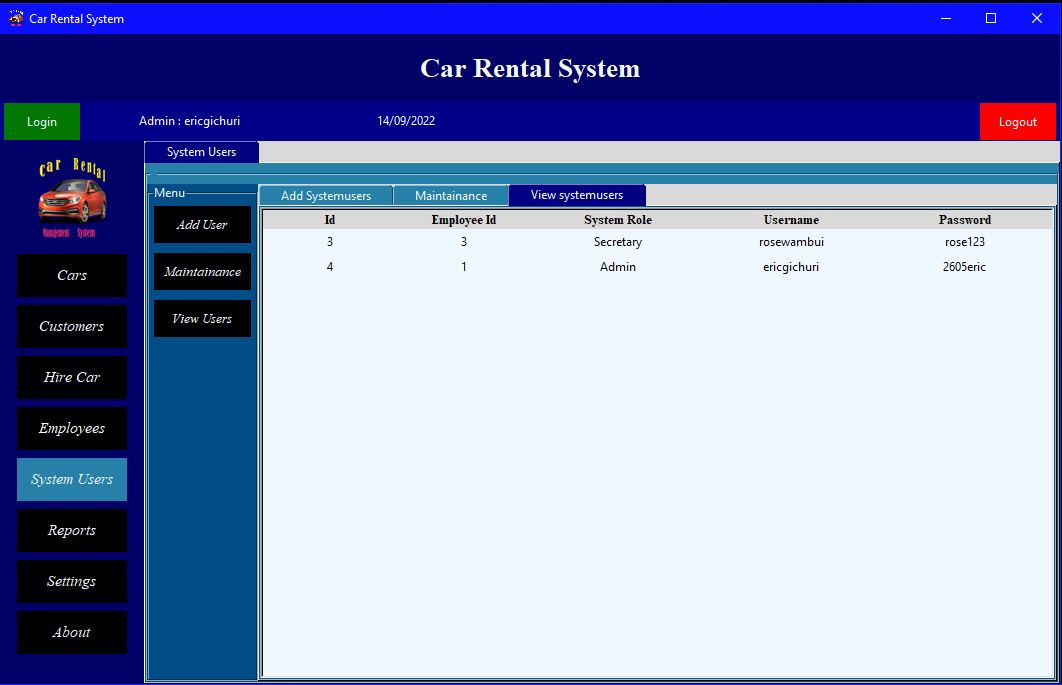 Car Rental System
Car Rental System
Login
Admin : ericgichuri
14/09/2022
Logout
Car Rental
Management System
Cars
Customers
Hire Car
Employees
System Users
Reports
Settings
About
System Users
Menu
Add User
Maintainance
View Users
Add Systemusers Maintainance View systemusers
Id Employee Id System Role Username Password
3 3 Secretary rosewambui rose123
4 1 Admin ericgichuri 2605eric